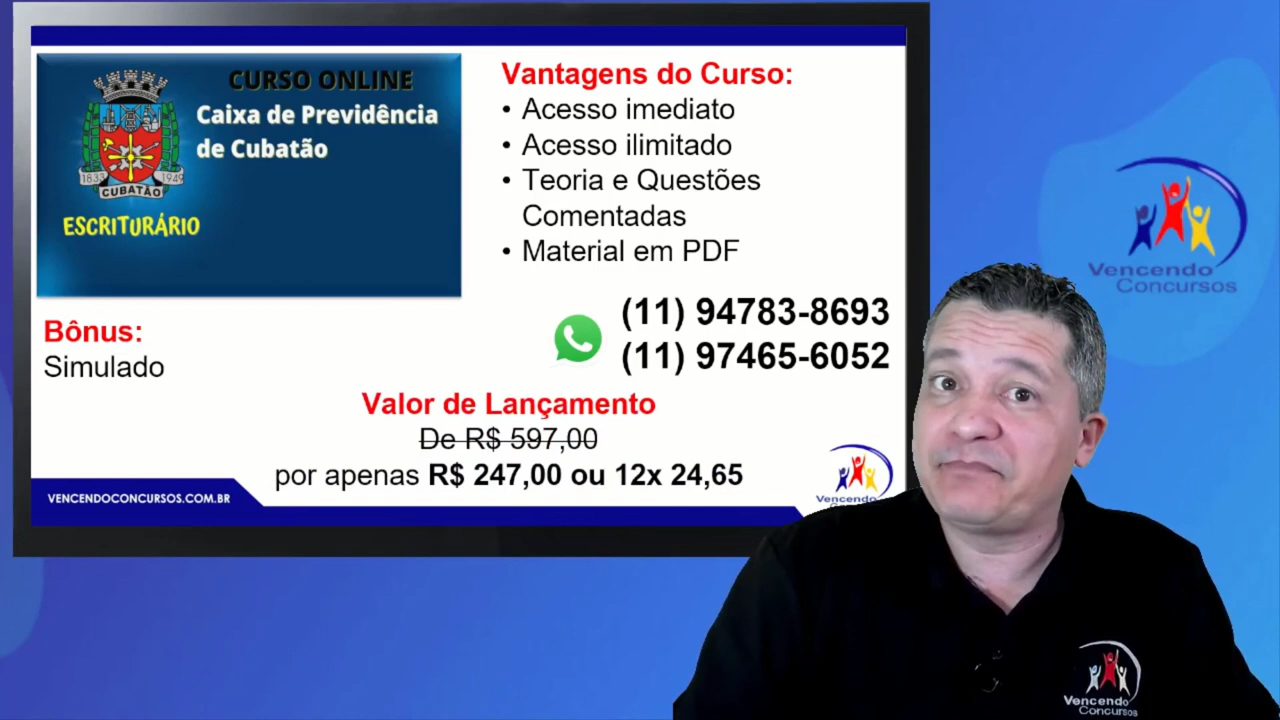 CURSO ONLINE
Caixa de Previdência
de Cubatão
1833 1949
CUBATÃO
ESCRITURÁRIO
Vantagens do Curso:
• Acesso imediato
• Acesso ilimitado
• Teoria e Questões
Comentadas
• Material em PDF
Bônus:
Simulado
(11) 94783-8693
(11) 97465-6052
Valor de Lançamento
De R$ 597,00
por apenas R$ 247,00 ou 12x 24,65
VENCENDOCONCURSOS.COM.BR
Vencendo
Concursos
Vencendo
Concursos
Vencendo
Concursos